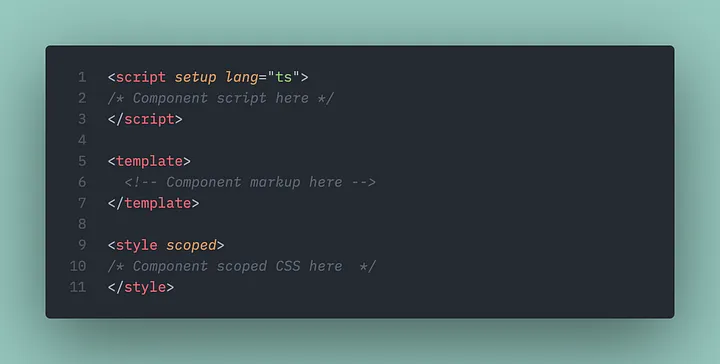 1 <script setup lang="ts">
2 /* Component script here */
3 </script>
4
5 <template>
6   <!-- Component markup here -->
7 </template>
8
9 <style scoped>
10 /* Component scoped CSS here  */
11 </style>